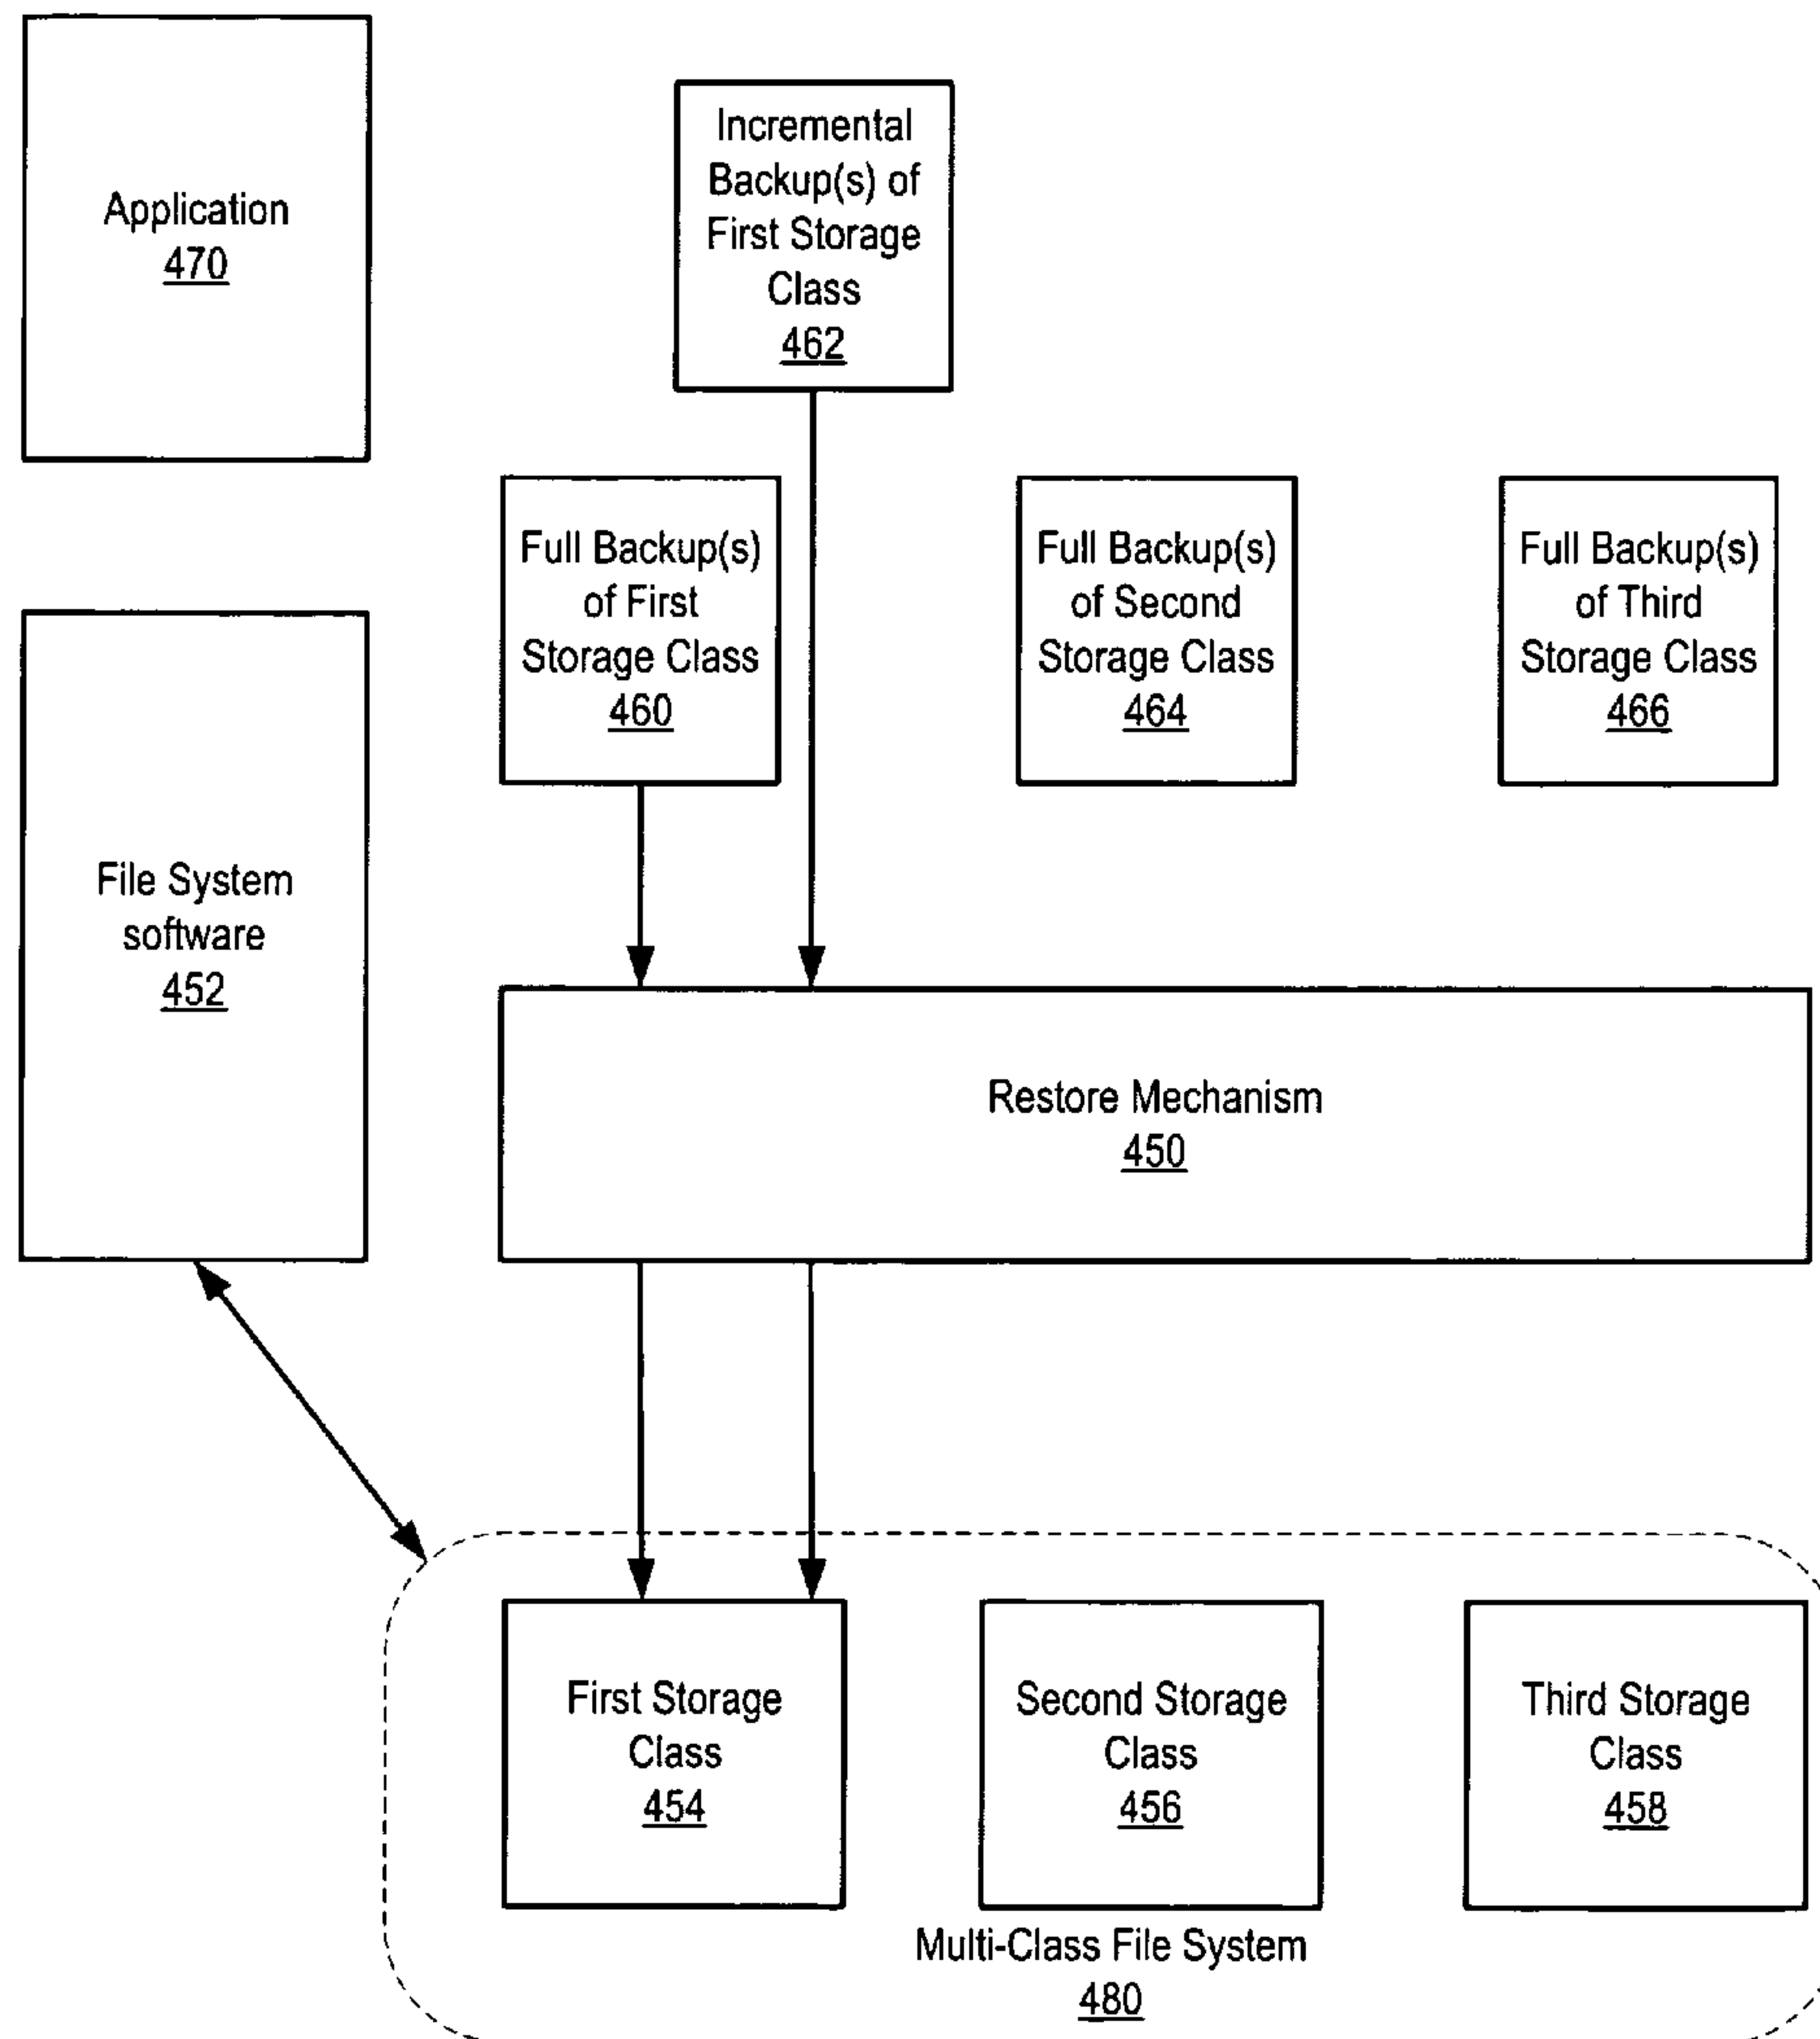 Application
470
Incremental
Backup(s) of
First Storage
Class
462
Full Backup(s)
of First
Storage Class
460
Full Backup(s)
of Second
Storage Class
464
Full Backup(s)
of Third
Storage Class
466
File System
software
452
Restore Mechanism
450
First Storage
Class
454
Second Storage
Class
456
Third Storage
Class
458
Multi-Class File System
480